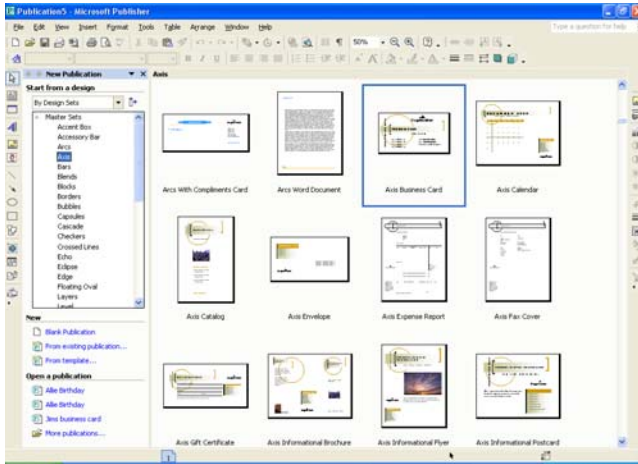 Publication5 - Microsoft Publisher
File Edit View Insert Format Tools Table Arrange Window Help
Type a question for help
50%
New Publication
Axis
Start from a design
By Design Sets
Master Sets
Accent Box
Accessory Bar
Arcs
Axis
Bars
Blends
Blocks
Borders
Bubbles
Capsules
Cascade
Checkers
Crossed Lines
Echo
Eclipse
Edge
Floating Oval
Layers
Level
New
Blank Publication
From existing publication...
From template...
Open a publication
Allie Birthday
Allie Birthday
Jims business card
More publications...
Arcs With Compliments Card
Arcs Word Document
Axis Business Card
Axis Calendar
Axis Catalog
Axis Envelope
Axis Expense Report
Axis Fax Cover
Axis Gift Certificate
Axis Informational Brochure
Axis Informational Flyer
Axis Informational Postcard
1